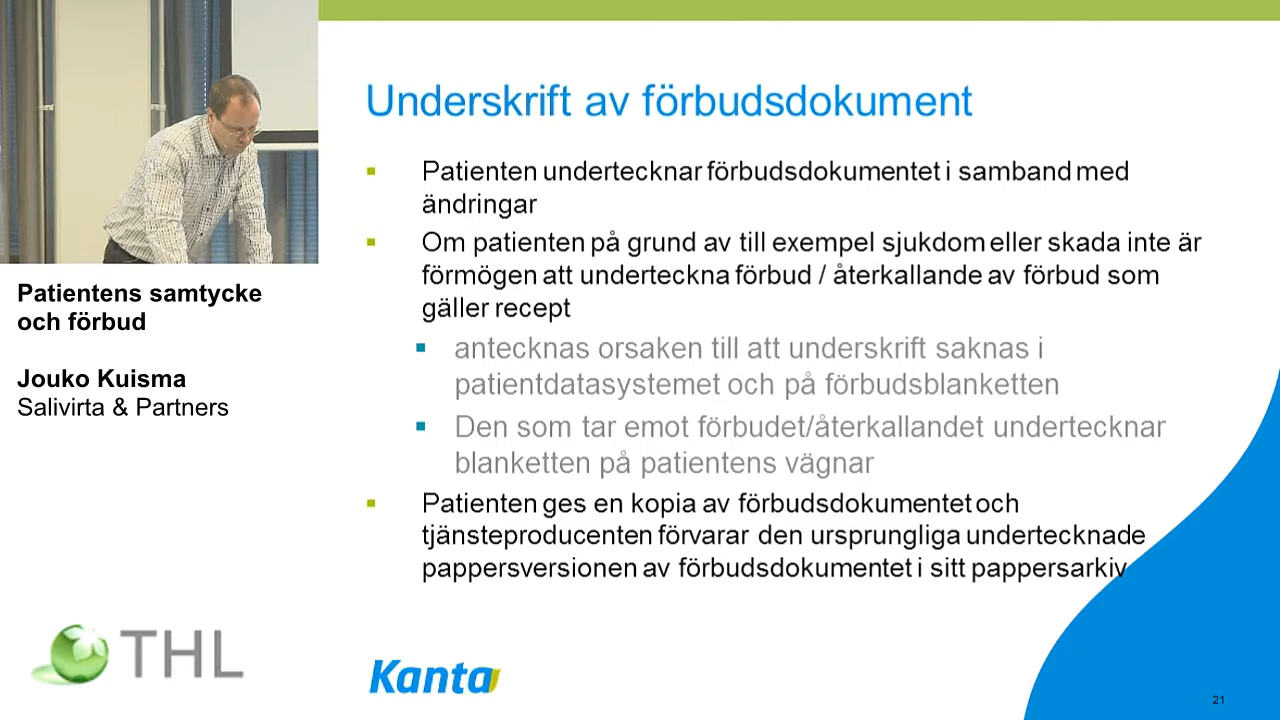 Underskrift av förbudsdokument
Patienten undertecknar förbudsdokumentet i samband med
ändringar
Om patienten på grund av till exempel sjukdom eller skada inte är
förmögen att underteckna förbud / återkallande av förbud som
gäller recept
antecknas orsaken till att underskrift saknas i
patientdatasystemet och på förbudsblanketten
Den som tar emot förbudet/återkallandet undertecknar
blanketten på patientens vägnar
Patienten ges en kopia av förbudsdokumentet och
tjänsteproducenten förvarar den ursprungliga undertecknade
pappersversionen av förbudsdokumentet i sitt pappersarkiv
Patientens samtycke
och förbud
Jouko Kuisma
Salivirta & Partners
THL
Kanta
21